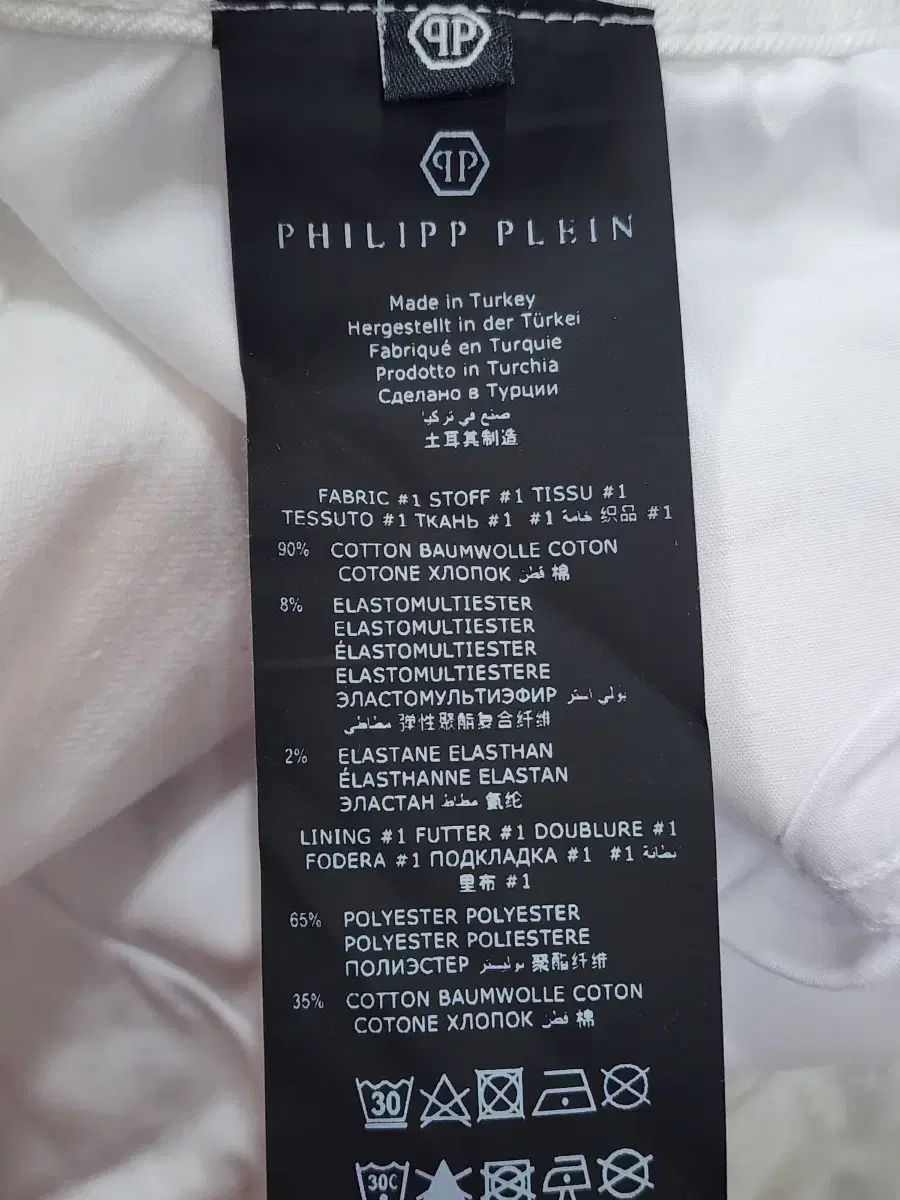 PP
PP
PHILIPP PLEIN
Made in Turkey
Hergestellt in der Türkei
Fabriqué en Turquie
Prodotto in Turchia
Сделано в Турции
صنع في تركيا
土耳其制造
FABRIC #1 STOFF #1 TISSU #1
TESSUTO #1 ТКАНЬ #1 #1 خامة 织品 #1
90% COTTON BAUMWOLLE COTON
COTONE ХЛОПОК قطن 棉
8% ELASTOMULTIESTER
ELASTOMULTIESTER
ÉLASTOMULTIESTER
ELASTOMULTIESTERE
ЭЛАСТОМУЛЬТИЭФИР بولي استر
مطاطي 弹性聚酯复合纤维
2% ELASTANE ELASTHAN
ÉLASTHANNE ELASTAN
ЭЛАСТАН مطاط 氨纶
LINING #1 FUTTER #1 DOUBLURE #1
FODERA #1 ПОДКЛАДКА #1 #1 بطانة
里布 #1
65% POLYESTER POLYESTER
POLYESTER POLIESTERE
ПОЛИЭСТЕР بوليستر 聚酯纤维
35% COTTON BAUMWOLLE COTON
COTONE ХЛОПОК قطن 棉
30
30C